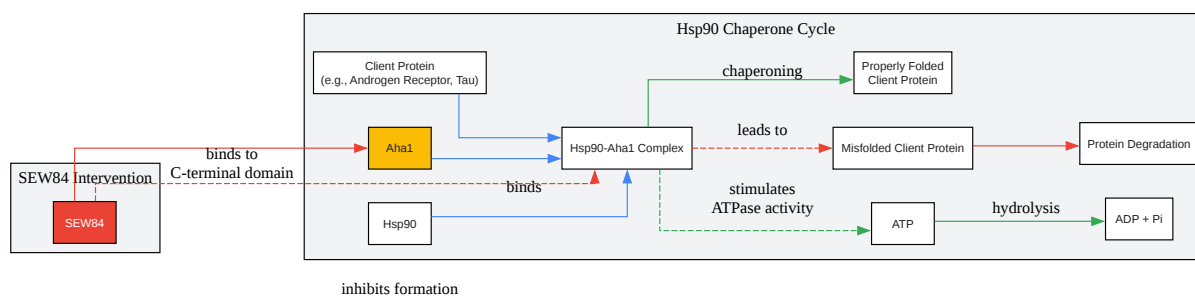 Hsp90 Chaperone Cycle
Client Protein
(e.g., Androgen Receptor, Tau)
chaperoning
Properly Folded
Client Protein
Aha1
Hsp90-Aha1 Complex
leads to
Misfolded Client Protein
Protein Degradation
binds to
C-terminal domain
SEW84 Intervention
SEW84
binds
Hsp90
stimulates
ATPase activity
ATP
hydrolysis
ADP + Pi
inhibits formation